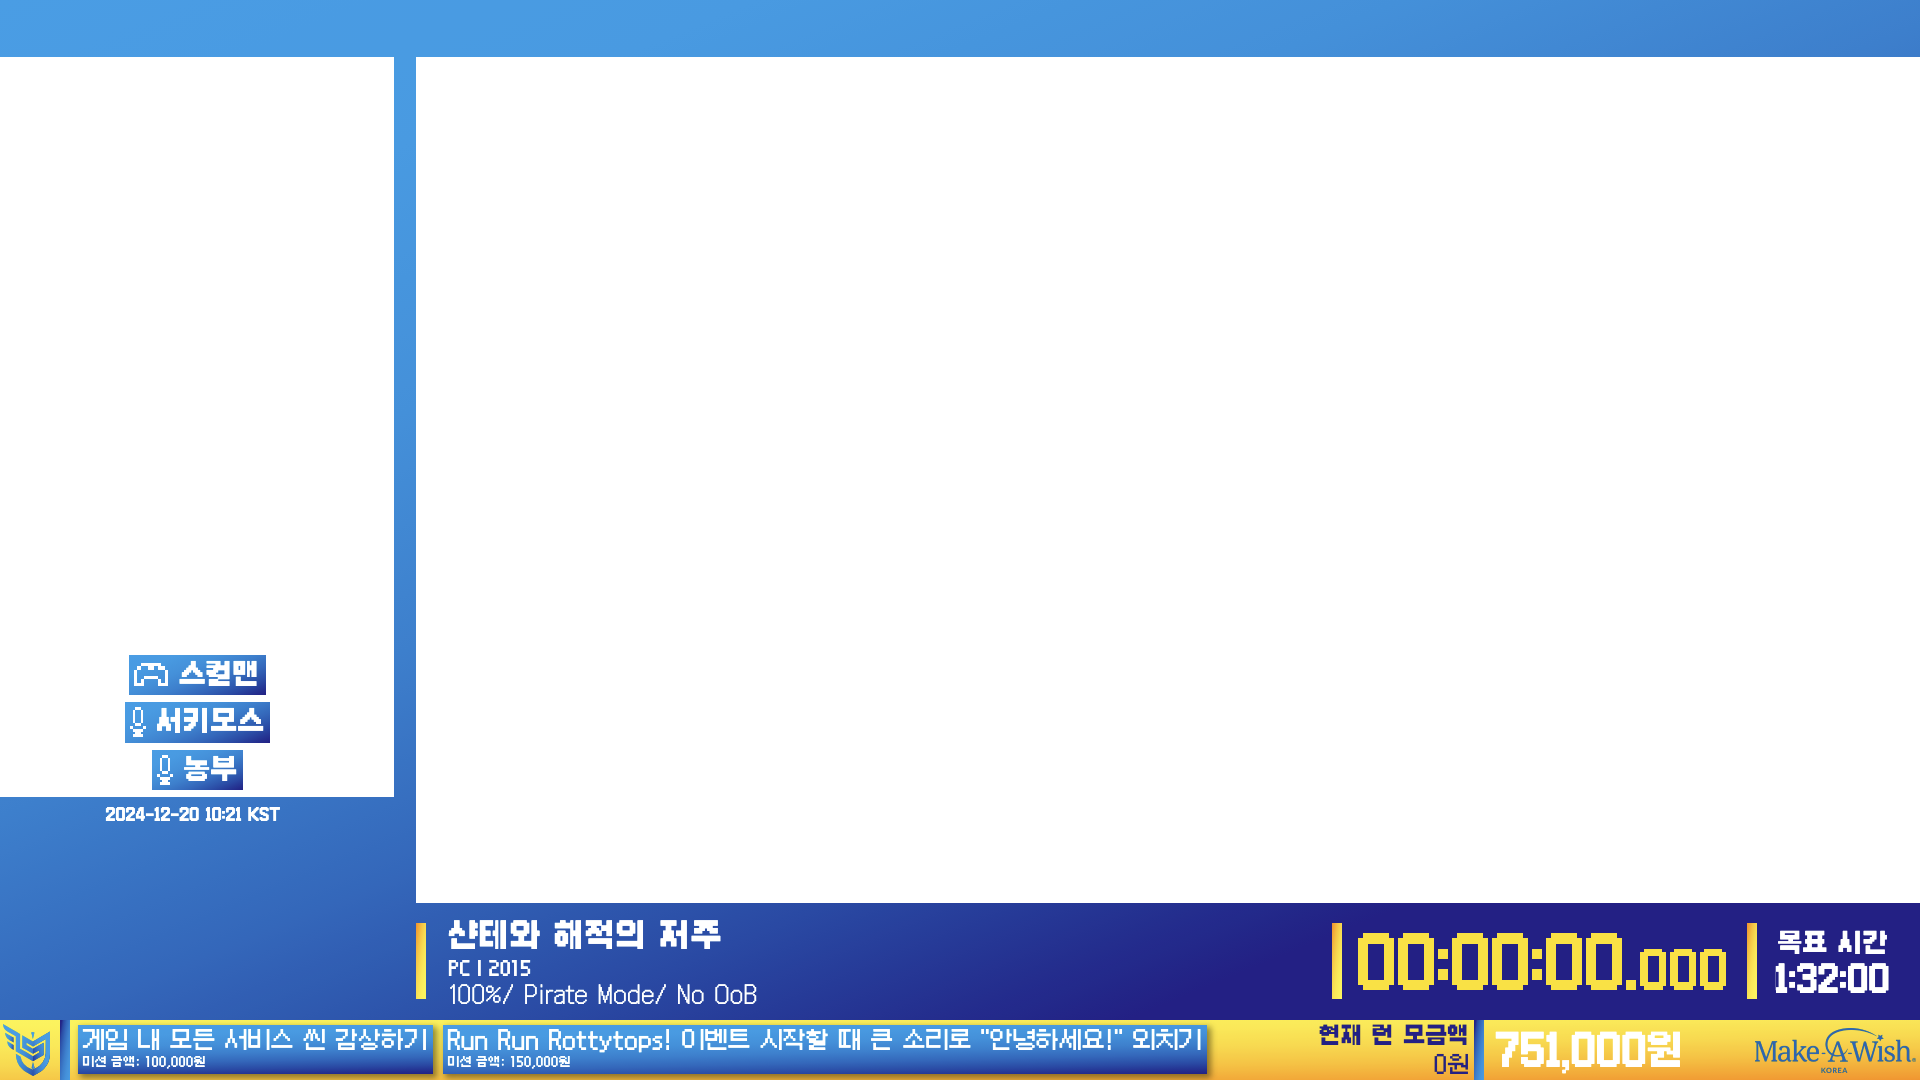 스컬맨
서키모스
농부
2024-12-20 10:21 KST
샨테와 해적의 저주
PC | 2015
100%/ Pirate Mode/ No OoB
00:00:00.000
목표 시간
1:32:00
게임 내 모든 서비스 씬 감상하기
미션 금액: 100,000원
Run Run Rottytops! 이벤트 시작할 때 큰 소리로 "안녕하세요!" 외치기
미션 금액: 150,000원
현재 런 모금액
0원
751,000원
Make-A-Wish.
KOREA